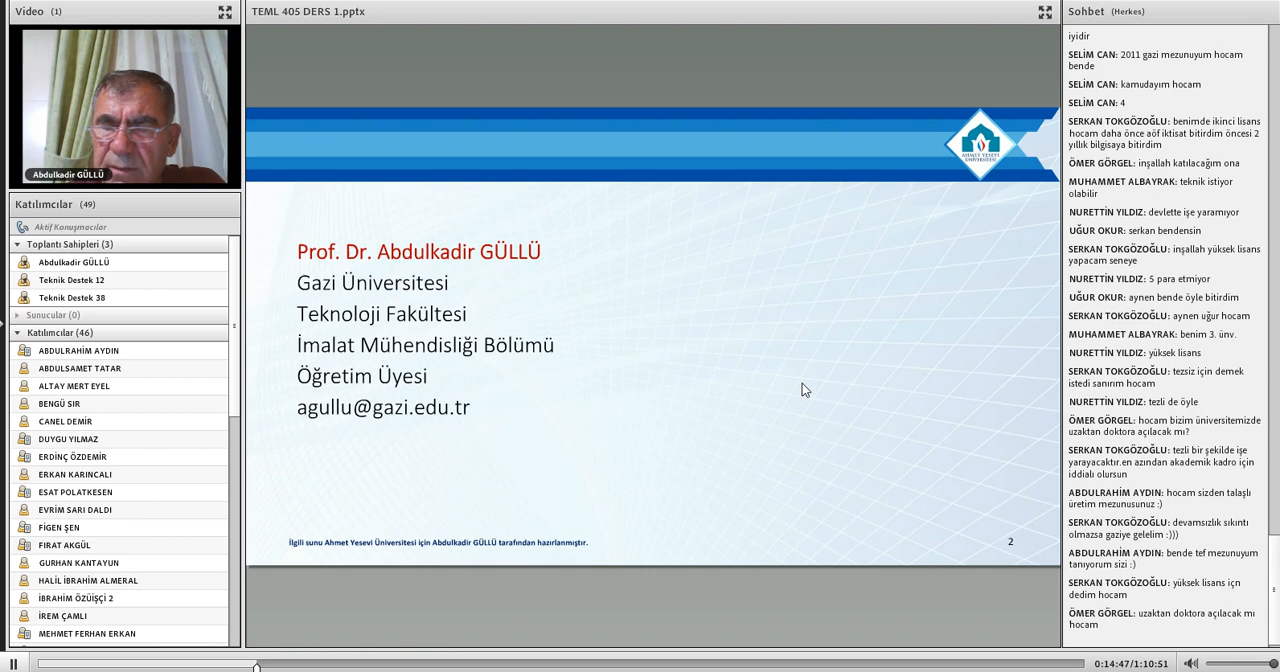 Video (1)
Abdulkadir GÜLLÜ
Katılımcılar (49)
Aktif Konuşmacılar
Toplantı Sahipleri (3)
Abdulkadir GÜLLÜ
Teknik Destek 12
Teknik Destek 38
Sunucular (0)
Katılımcılar (46)
ABDULRAHİM AYDIN
ABDULSAMET TATAR
ALTAY MERT EYEL
BENGÜ SIR
CANEL DEMİR
DUYGU YILMAZ
ERDİNÇ ÖZDEMİR
ERKAN KARINCALI
ESAT POLATKESEN
EVRİM SARI DALDI
FİGEN ŞEN
FIRAT AKGÜL
GURHAN KANTAYUN
HALİL İBRAHİM ALMERAL
İBRAHİM ÖZÜİŞÇİ 2
İREM ÇAMLI
MEHMET FERHAN ERKAN
TEML 405 DERS 1.pptx
AHMET YESEVİ
ÜNİVERSİTESİ
Prof. Dr. Abdulkadir GÜLLÜ
Gazi Üniversitesi
Teknoloji Fakültesi
İmalat Mühendisliği Bölümü
Öğretim Üyesi
agullu@gazi.edu.tr
İlgili sunu Ahmet Yesevi Üniversitesi için Abdulkadir GÜLLÜ tarafından hazırlanmıştır.
2
Sohbet (Herkes)
iyidir
SELİM CAN: 2011 gazi mezunuyum hocam
bende
SELİM CAN: kamudayım hocam
SELİM CAN: 4
SERKAN TOKGÖZOĞLU: benimde ikinci lisans
hocam daha önce aöf iktisat bitirdim öncesi 2
yıllık bilgisaya bitirdim
ÖMER GÖRGEL: inşallah katılacağım ona
MUHAMMET ALBAYRAK: teknik istiyor
olabilir
NURETTİN YILDIZ: devlette işe yaramıyor
UĞUR OKUR: serkan bendensin
SERKAN TOKGÖZOĞLU: inşallah yüksek lisans
yapacam seneye
NURETTİN YILDIZ: 5 para etmiyor
UĞUR OKUR: aynen bende öyle bitirdim
SERKAN TOKGÖZOĞLU: aynen uğur hocam
MUHAMMET ALBAYRAK: benim 3. ünv.
NURETTİN YILDIZ: yüksek lisans
SERKAN TOKGÖZOĞLU: tezsiz için demek
istedi sanırım hocam
NURETTİN YILDIZ: tezli de öyle
ÖMER GÖRGEL: hocam bizim üniversitemizde
uzaktan doktora açılacak mı?
SERKAN TOKGÖZOĞLU: tezli bir şekilde işe
yarayacaktır.en azından akademik kadro için
iddialı olursun
ABDULRAHİM AYDIN: hocam sizden talaşlı
üretim mezunusunuz :)
SERKAN TOKGÖZOĞLU: devamsızlık sıkıntı
olmazsa gaziye gelelim :)))
ABDULRAHİM AYDIN: bende tef mezunuyum
tanıyorum sizi :)
SERKAN TOKGÖZOĞLU: yüksek lisans içn
dedim hocam
ÖMER GÖRGEL: uzaktan doktora açılacak mı
hocam
0:14:47/1:10:51